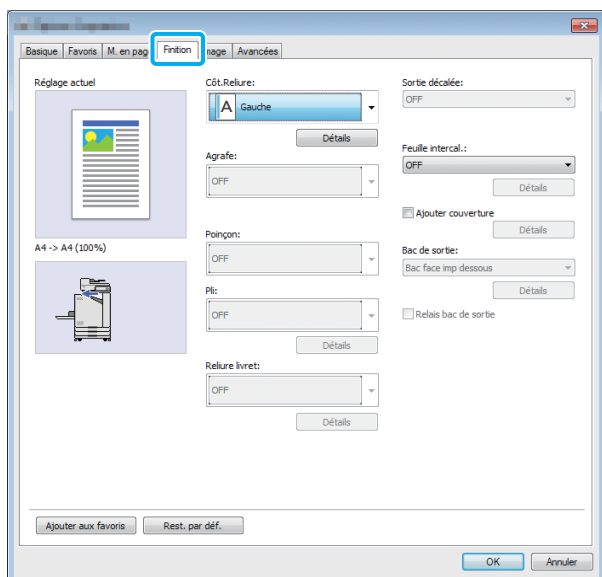 Basique Favoris M. en pag Finition mage Avancées
Réglage actuel
A4 -> A4 (100%)
Côt.Reliure:
A Gauche
Détails
Agrafe:
OFF
Poinçon:
OFF
Pli:
OFF
Détails
Reliure livret:
OFF
Détails
Sortie décalée:
OFF
Feuille intercal.:
OFF
Détails
Ajouter couverture
Détails
Bac de sortie:
Bac face imp dessous
Détails
Relais bac de sortie
Ajouter aux favoris Rest. par déf.
OK Annuler